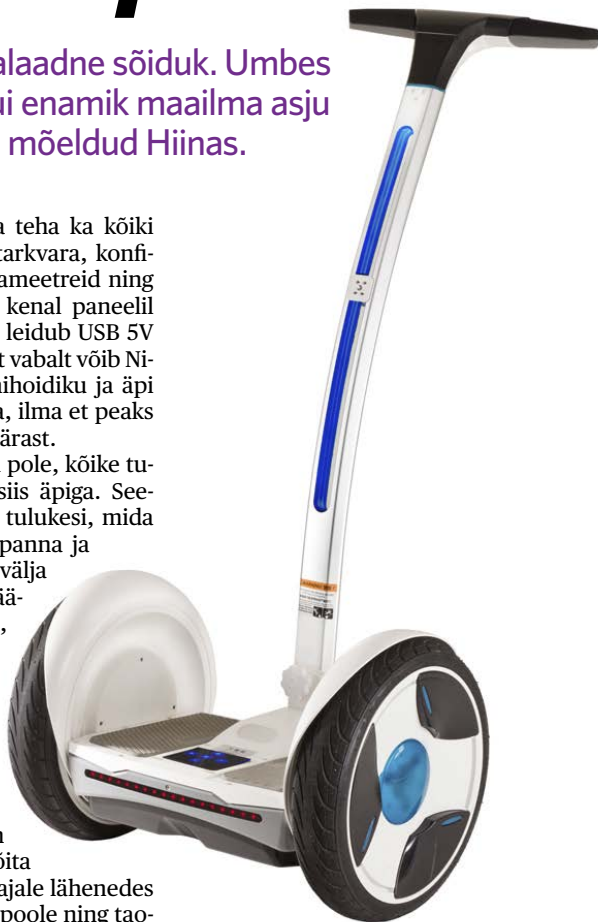 alaadne sõiduk. Umbes
ui enamik maailma asju
mõeldud Hiinas.
a teha ka kõiki
tarkvara, konfi-
ameetreid ning
kenal paneelil
leidub USB 5V
t vabalt võib Ni-
nihoidiku ja äpi
a, ilma et peaks
ärast.
pole, kõike tu-
siis äpiga. See-
tulukesi, mida
panna ja
välja
ää-
,
n
õita
ajale lähenedes
poole ning tao-